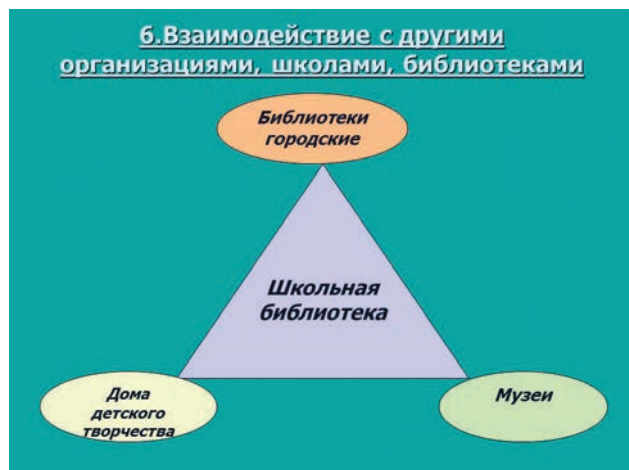 6.Взаимодействие с другими
организациями, школами, библиотеками
Библиотеки
городские
Школьная
библиотека
Дома
детского
творчества
Музеи